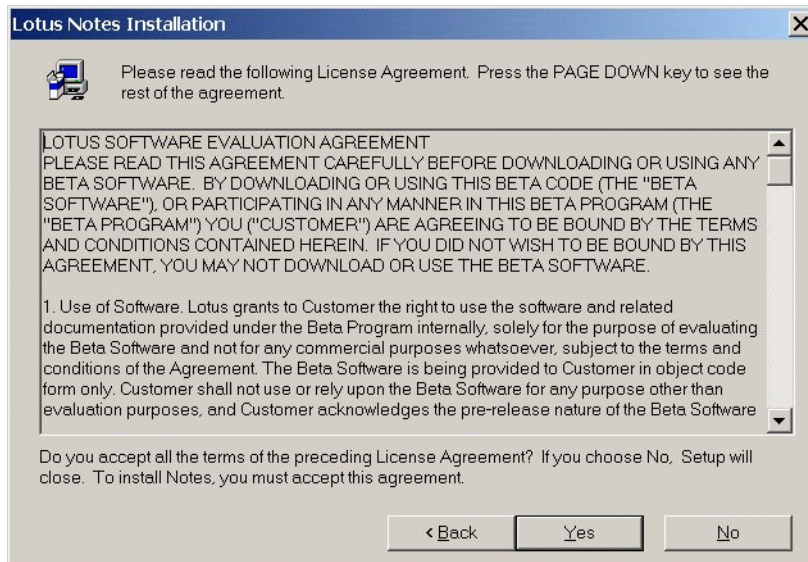 Lotus Notes Installation
Please read the following License Agreement. Press the PAGE DOWN key to see the
rest of the agreement.
LOTUS SOFTWARE EVALUATION AGREEMENT
PLEASE READ THIS AGREEMENT CAREFULLY BEFORE DOWNLOADING OR USING ANY
BETA SOFTWARE. BY DOWNLOADING OR USING THIS BETA CODE (THE "BETA
SOFTWARE"), OR PARTICIPATING IN ANY MANNER IN THIS BETA PROGRAM (THE
"BETA PROGRAM") YOU ("CUSTOMER") ARE AGREEING TO BE BOUND BY THE TERMS
AND CONDITIONS CONTAINED HEREIN. IF YOU DID NOT WISH TO BE BOUND BY THIS
AGREEMENT, YOU MAY NOT DOWNLOAD OR USE THE BETA SOFTWARE.
1. Use of Software. Lotus grants to Customer the right to use the software and related
documentation provided under the Beta Program internally, solely for the purpose of evaluating
the Beta Software and not for any commercial purposes whatsoever, subject to the terms and
conditions of the Agreement. The Beta Software is being provided to Customer in object code
form only. Customer shall not use or rely upon the Beta Software for any purpose other than
evaluation purposes, and Customer acknowledges the pre-release nature of the Beta Software
Do you accept all the terms of the preceding License Agreement? If you choose No, Setup will
close. To install Notes, you must accept this agreement.
< Back
Yes
No